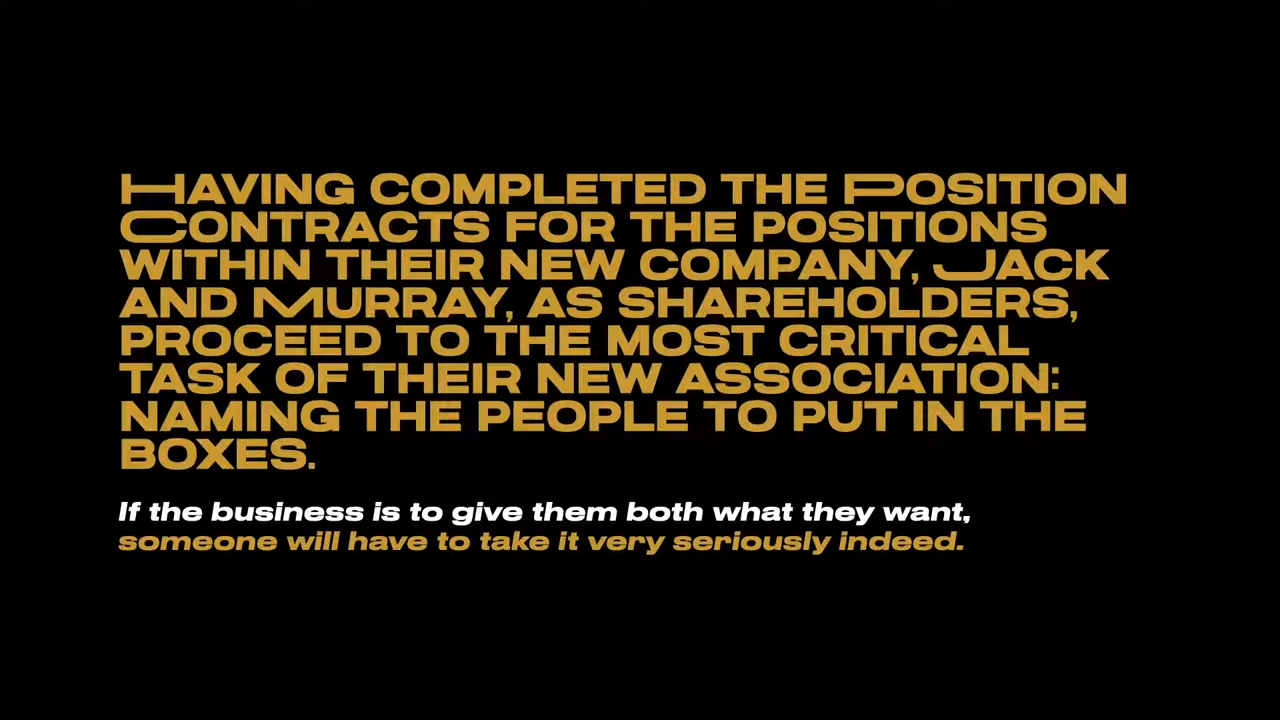 HAVING COMPLETED THE POSITION
CONTRACTS FOR THE POSITIONS
WITHIN THEIR NEW COMPANY, JACK
AND MURRAY, AS SHAREHOLDERS,
PROCEED TO THE MOST CRITICAL
TASK OF THEIR NEW ASSOCIATION:
NAMING THE PEOPLE TO PUT IN THE
BOXES.
If the business is to give them both what they want,
someone will have to take it very seriously indeed.